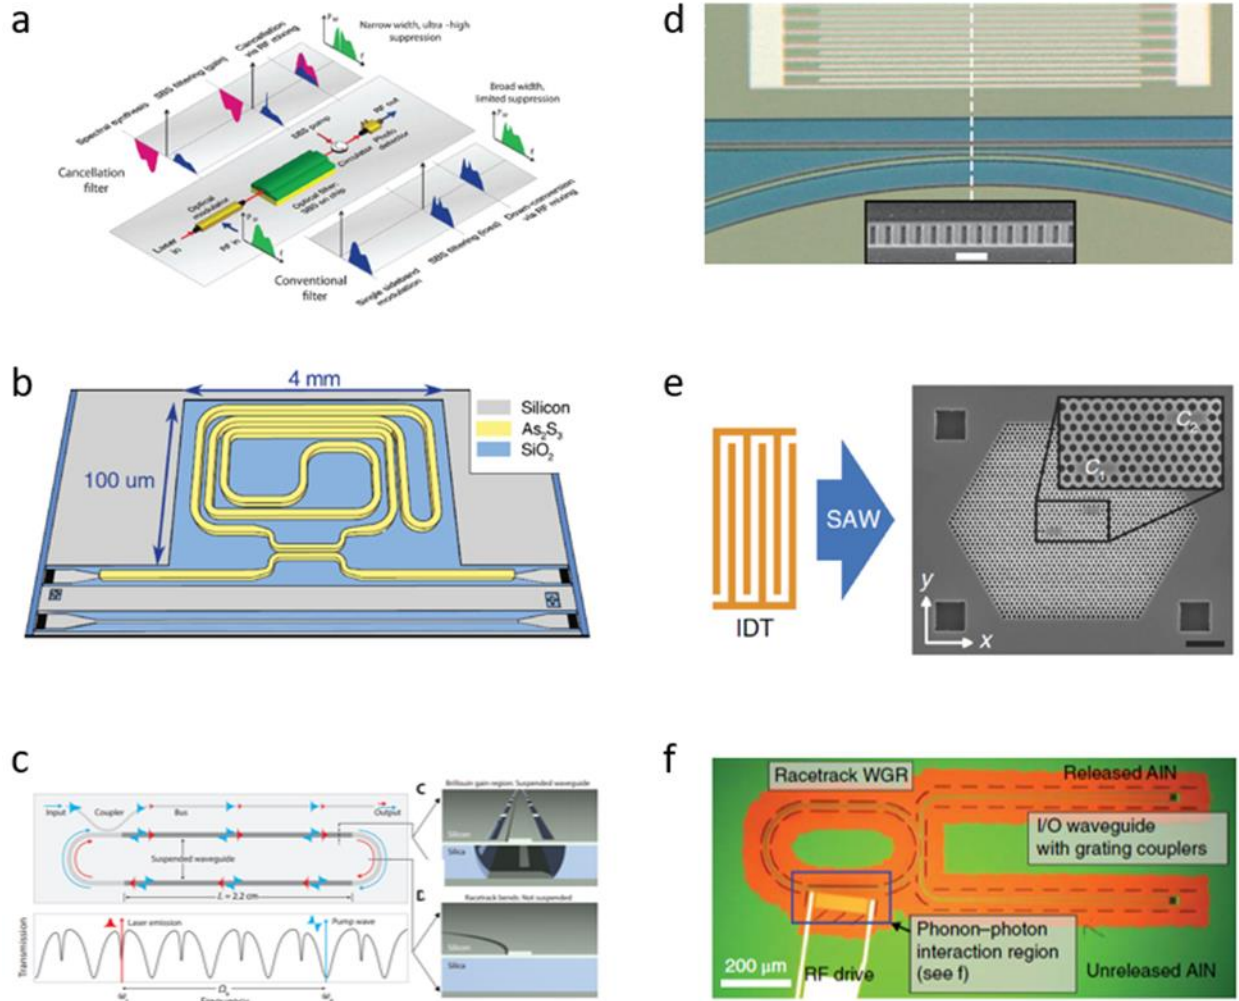 a
Narrow width, ultra –high
suppression
Cancellation
via RF mixing
SBS filtering (gain)
Spectral synthesis
Cancellation
filter
Broad width,
limited suppression
RF out
SBS pump
Photo
detector
Circulator
Optical filter:
SBS on chip
Optical
modulator
Laser
in
RF in
Down-conversion
via RF mixing
SBS filtering (loss)
Single sideband
modulation
Conventional
filter
b
4 mm
100 um
Silicon
As2S3
SiO2
c
Input
Coupler
Bus
Output
Suspended waveguide
L = 2.2 cm
Transmission
Laser emission
Pump wave
C
Brillouin gain region: Suspended waveguide
Silicon
Silica
D
Racetrack bends: Not suspended
Silicon
Silica
d
e
IDT
SAW
C2
C1
y
x
f
Racetrack WGR
Released AlN
I/O waveguide
with grating couplers
Phonon–photon
interaction region
(see f)
200 μm
RF drive
Unreleased AlN